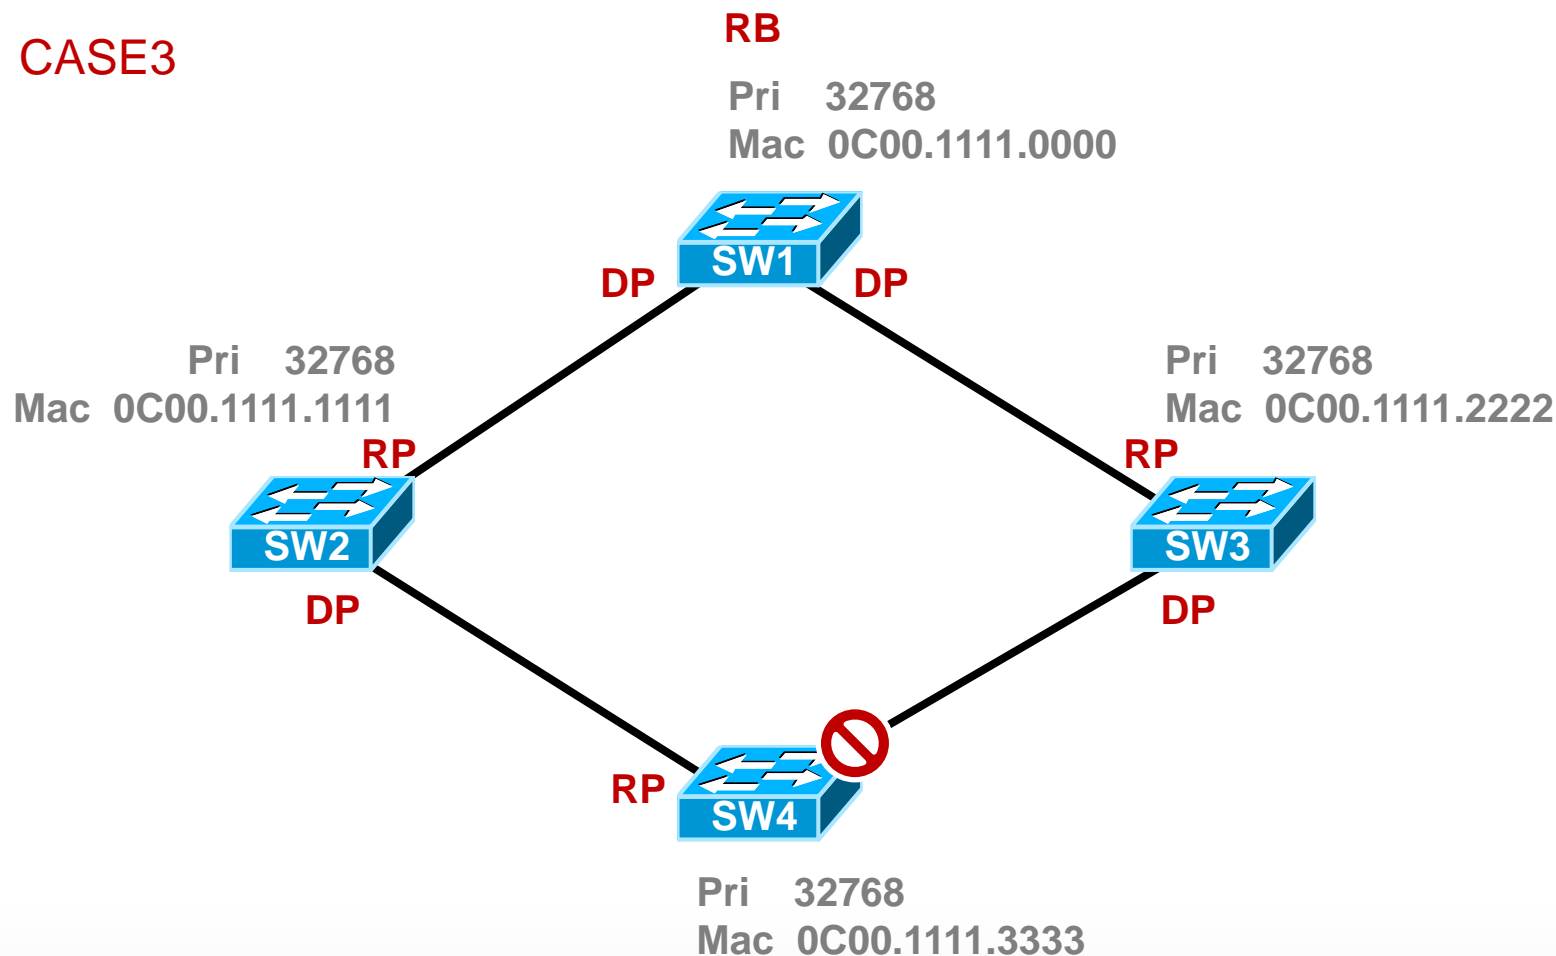 RB
CASE3
Pri 32768
Mac 0C00.1111.0000
SW1
DP
DP
Pri 32768
Mac 0C00.1111.1111
Pri 32768
Mac 0C00.1111.2222
RP
RP
SW2
SW3
DP
DP
RP
SW4
Pri 32768
Mac 0C00.1111.3333